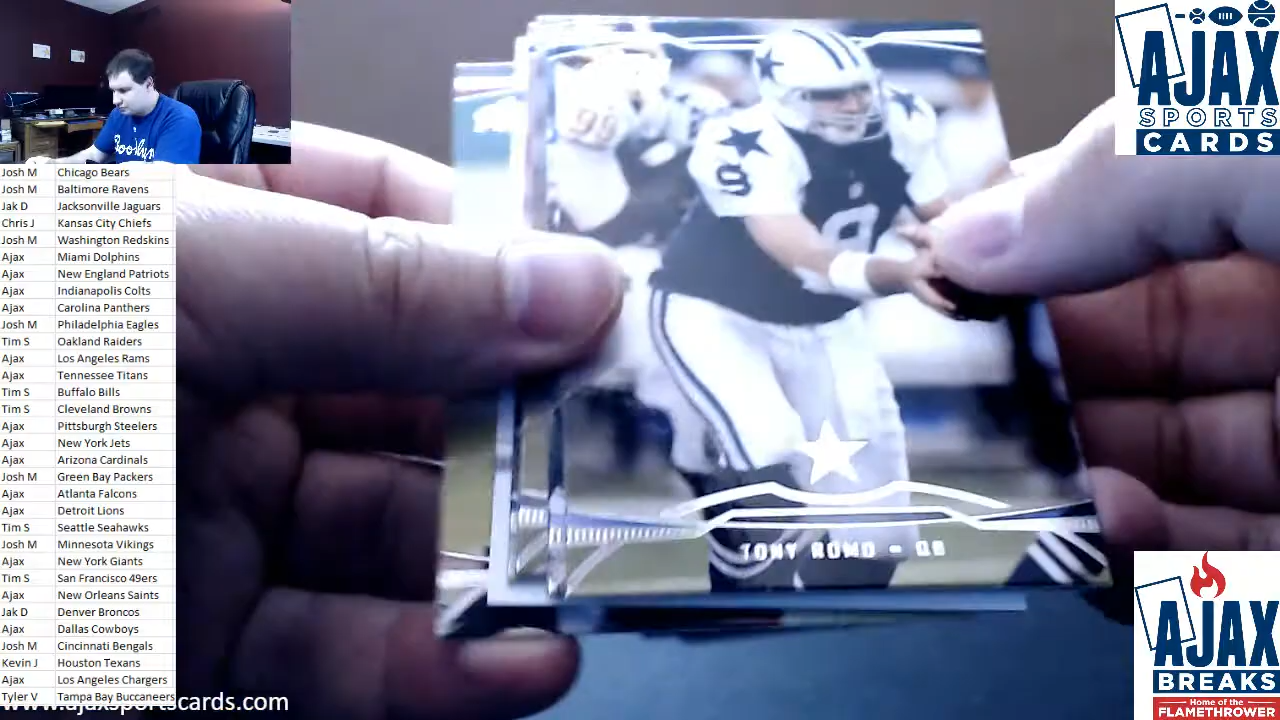 AJAX
SPORTS
CARDS
Brooklyn
99
9
9
TONY ROMO - QB
Josh M Chicago Bears
Josh M Baltimore Ravens
Jak D Jacksonville Jaguars
Chris J Kansas City Chiefs
Josh M Washington Redskins
Ajax Miami Dolphins
Ajax New England Patriots
Ajax Indianapolis Colts
Ajax Carolina Panthers
Josh M Philadelphia Eagles
Tim S Oakland Raiders
Ajax Los Angeles Rams
Ajax Tennessee Titans
Tim S Buffalo Bills
Tim S Cleveland Browns
Ajax Pittsburgh Steelers
Ajax New York Jets
Ajax Arizona Cardinals
Josh M Green Bay Packers
Ajax Atlanta Falcons
Ajax Detroit Lions
Tim S Seattle Seahawks
Josh M Minnesota Vikings
Ajax New York Giants
Tim S San Francisco 49ers
Ajax New Orleans Saints
Jak D Denver Broncos
Ajax Dallas Cowboys
Josh M Cincinnati Bengals
Kevin J Houston Texans
Ajax Los Angeles Chargers
Tyler V Tampa Bay Buccaneers
www.ajaxsportscards.com
AJAX
BREAKS
Home of the
FLAMETHROWER